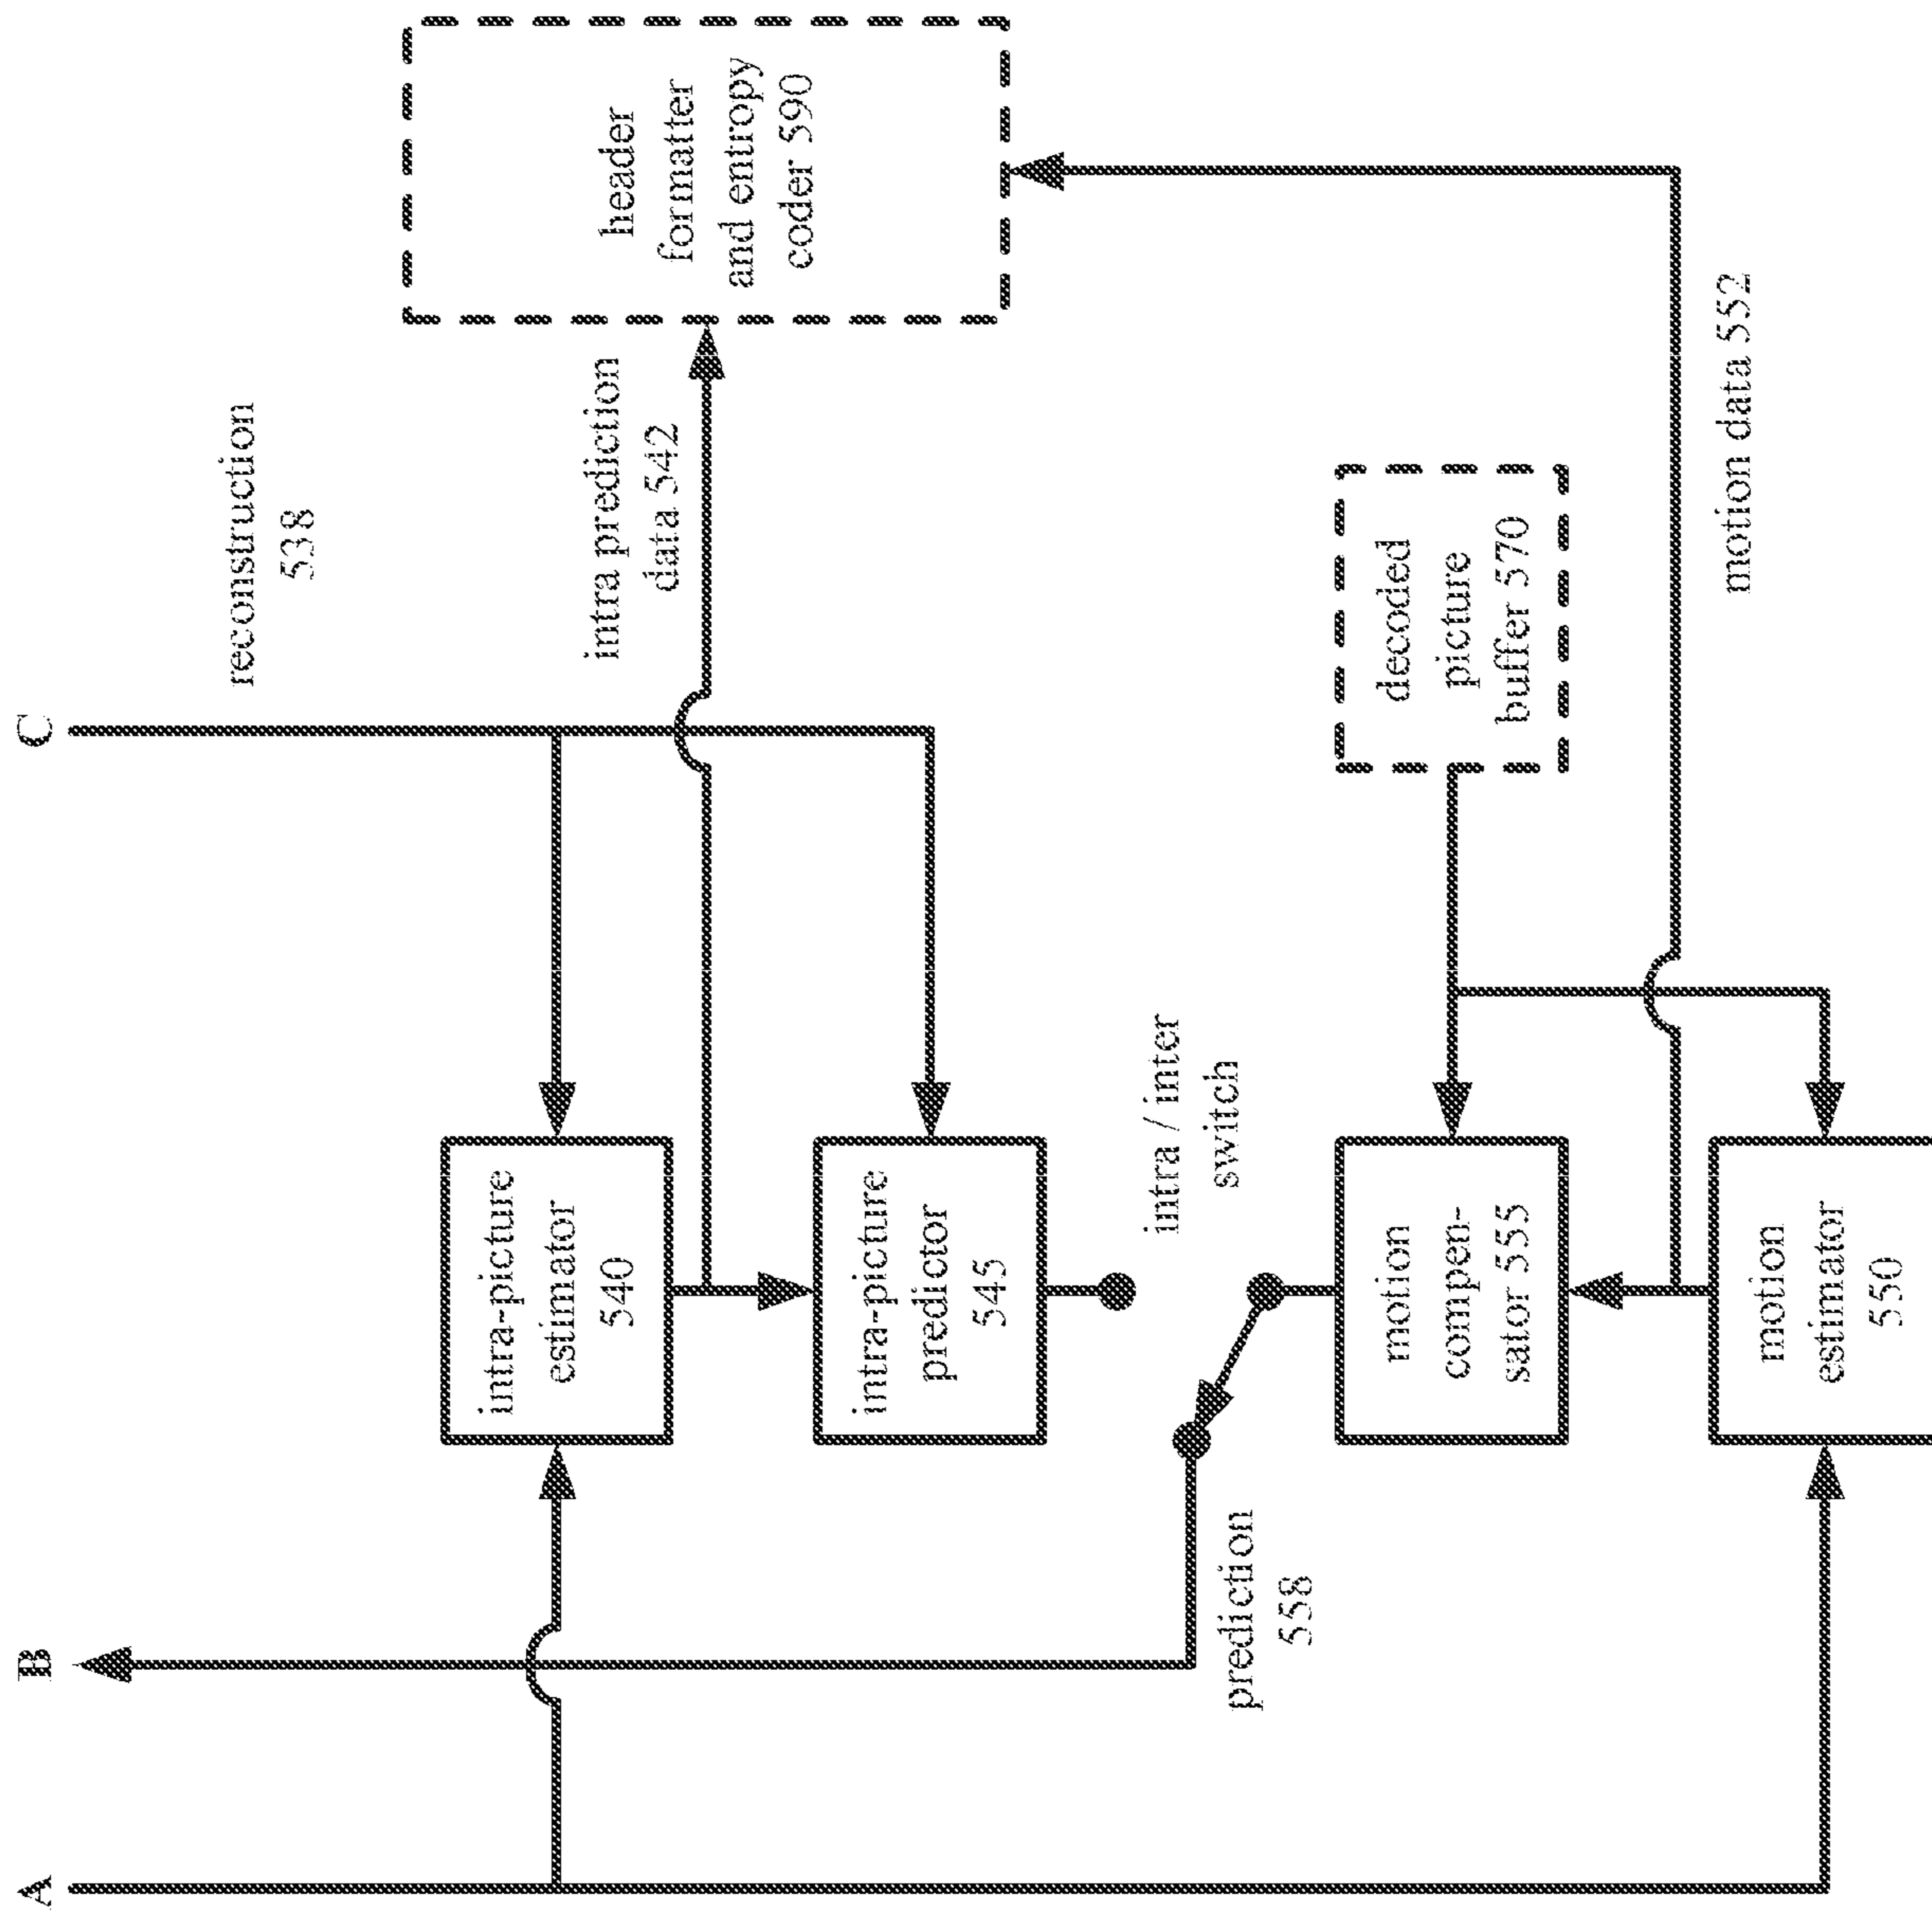 A
B
C
reconstruction
538
intra prediction
data 542
header
formatter
and entropy
coder 590
intra-picture
estimator
540
intra-picture
predictor
545
intra / inter
switch
prediction
558
motion
compen-
sator 555
decoded
picture
buffer 570
motion
estimator
550
motion data 552